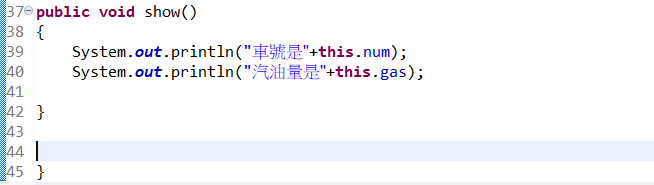 37 public void show()
38 {
39 System.out.println("車號是"+this.num);
40 System.out.println("汽油量是"+this.gas);
41
42 }
43
44
45 }